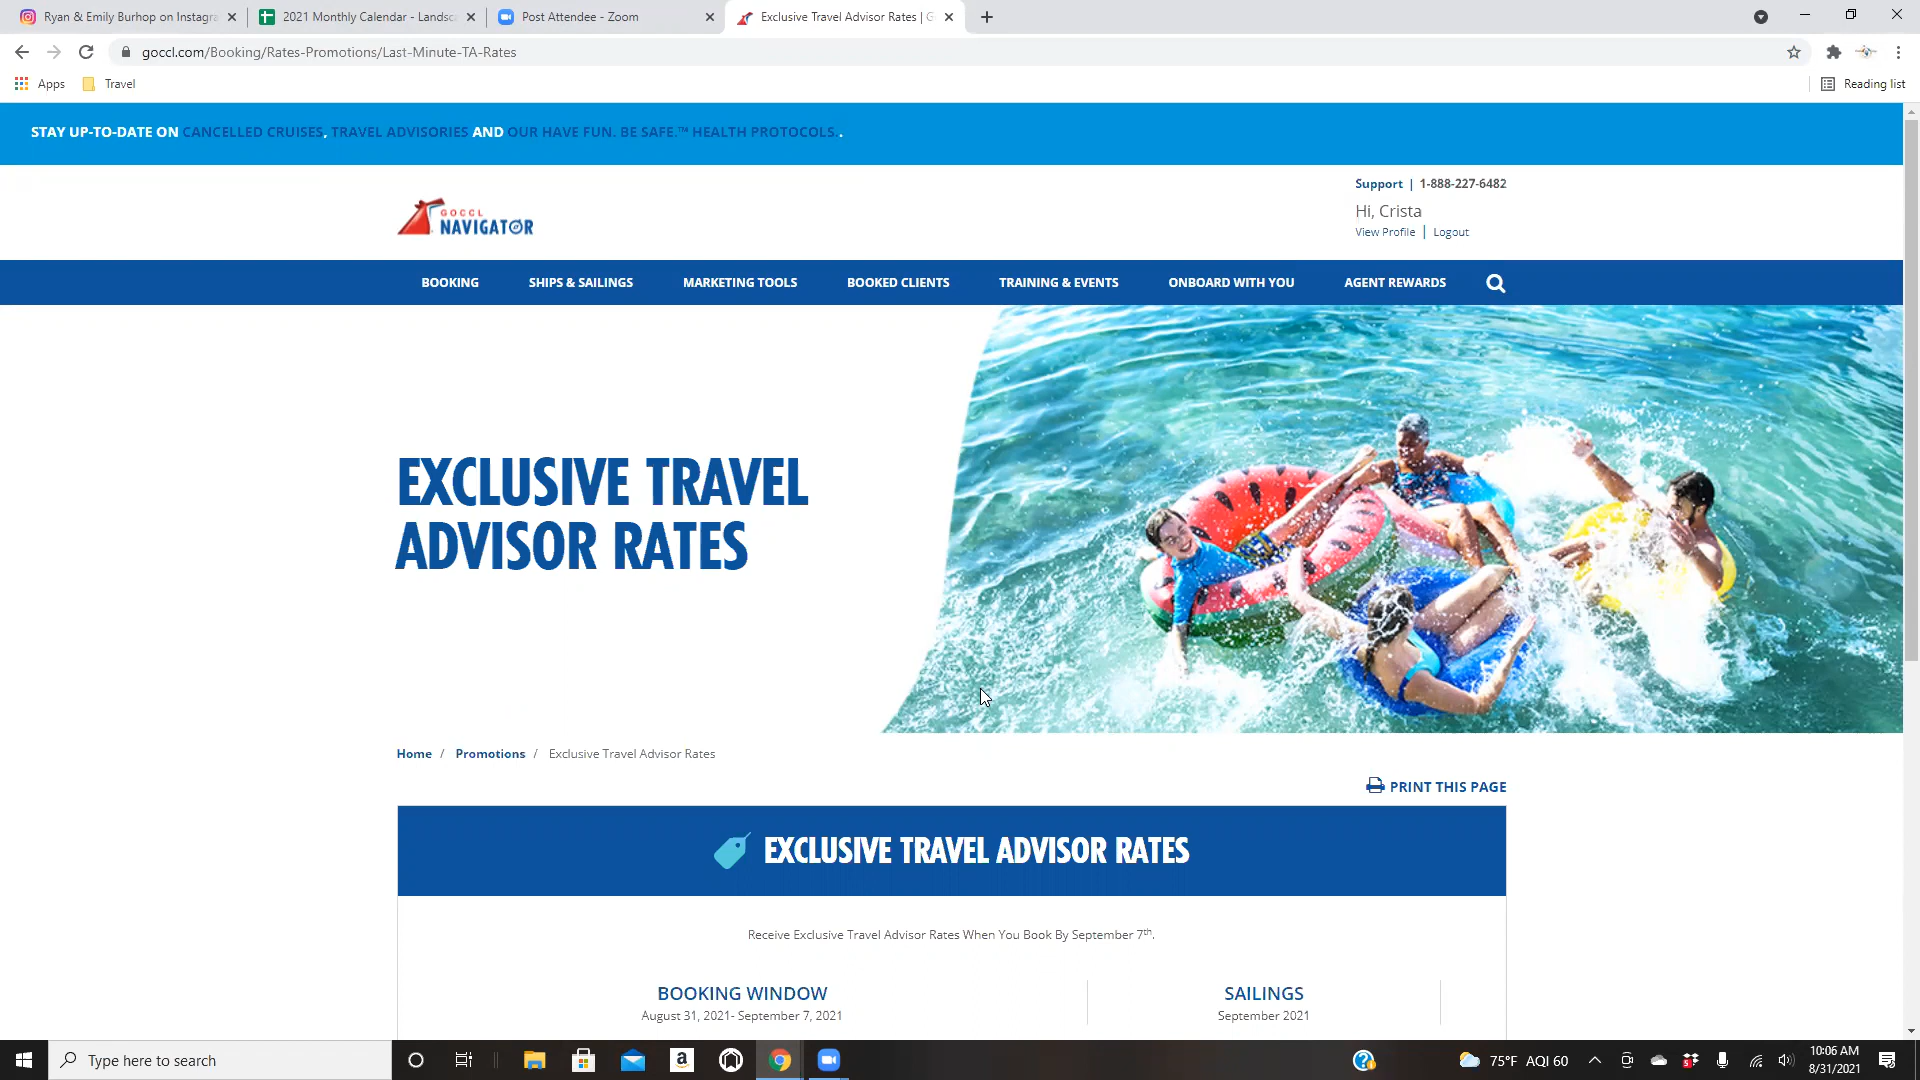 Ryan & Emily Burhop on Instagra
2021 Monthly Calendar - Landsc
Post Attendee - Zoom
Exclusive Travel Advisor Rates | G
goccl.com/Booking/Rates-Promotions/Last-Minute-TA-Rates
Apps
Travel
Reading list
STAY UP-TO-DATE ON CANCELLED CRUISES, TRAVEL ADVISORIES AND OUR HAVE FUN. BE SAFE.™ HEALTH PROTOCOLS..
GOCCL
NAVIGATOR
Support | 1-888-227-6482
Hi, Crista
View Profile | Logout
BOOKING
SHIPS & SAILINGS
MARKETING TOOLS
BOOKED CLIENTS
TRAINING & EVENTS
ONBOARD WITH YOU
AGENT REWARDS
EXCLUSIVE TRAVEL
ADVISOR RATES
Home / Promotions / Exclusive Travel Advisor Rates
PRINT THIS PAGE
EXCLUSIVE TRAVEL ADVISOR RATES
Receive Exclusive Travel Advisor Rates When You Book By September 7th.
BOOKING WINDOW
August 31, 2021- September 7, 2021
SAILINGS
September 2021
Type here to search
75°F AQI 60
10:06 AM
8/31/2021